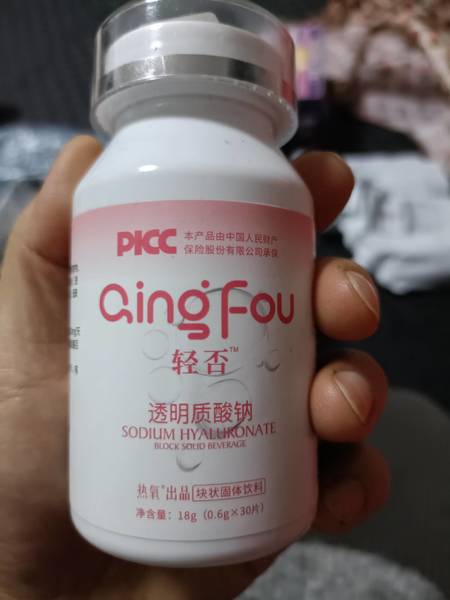 PICC 本产品由中国人民财产
保险股份有限公司承保
QingFou
轻否™
透明质酸钠
SODIUM HYALURONATE
BLOCK SOLID BEVERAGE
热氧®出品 块状固体饮料
净含量：18g（0.6g×30片）